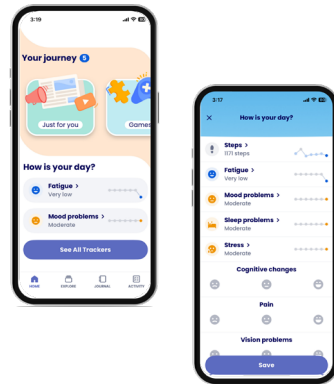 3:19
Your journey 5
Just for you
Games
How is your day?
Fatigue >
Very low
Mood problems >
Moderate
See All Trackers
HOME
EXPLORE
JOURNAL
ACTIVITY
3:17
× How is your day?
Steps >
1171 steps
Fatigue >
Very low
Mood problems >
Moderate
Sleep problems >
Moderate
Stress >
Moderate
Cognitive changes
Pain
Vision problems
Save